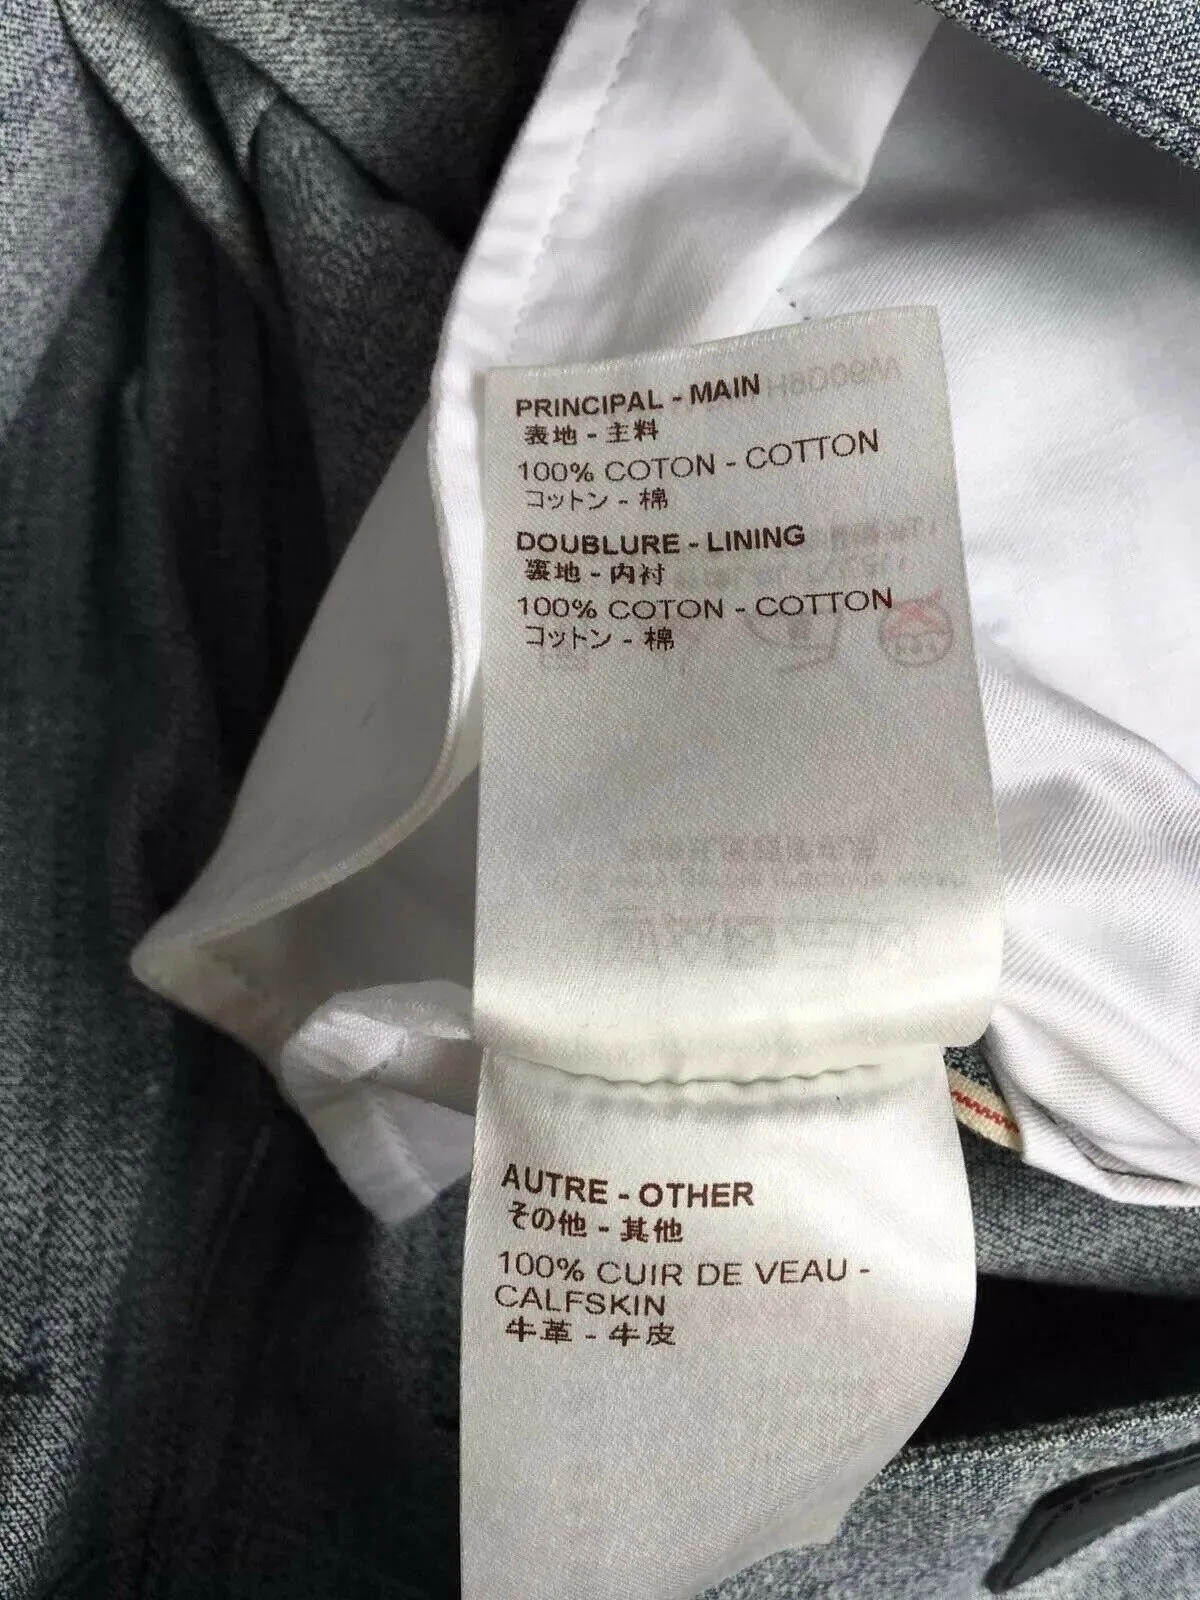 PRINCIPAL - MAIN
表地 - 主料
100% COTON - COTTON
コットン - 棉
DOUBLURE - LINING
裏地 - 内衬
100% COTON - COTTON
コットン - 棉
AUTRE - OTHER
その他 - 其他
100% CUIR DE VEAU -
CALFSKIN
牛革 - 牛皮